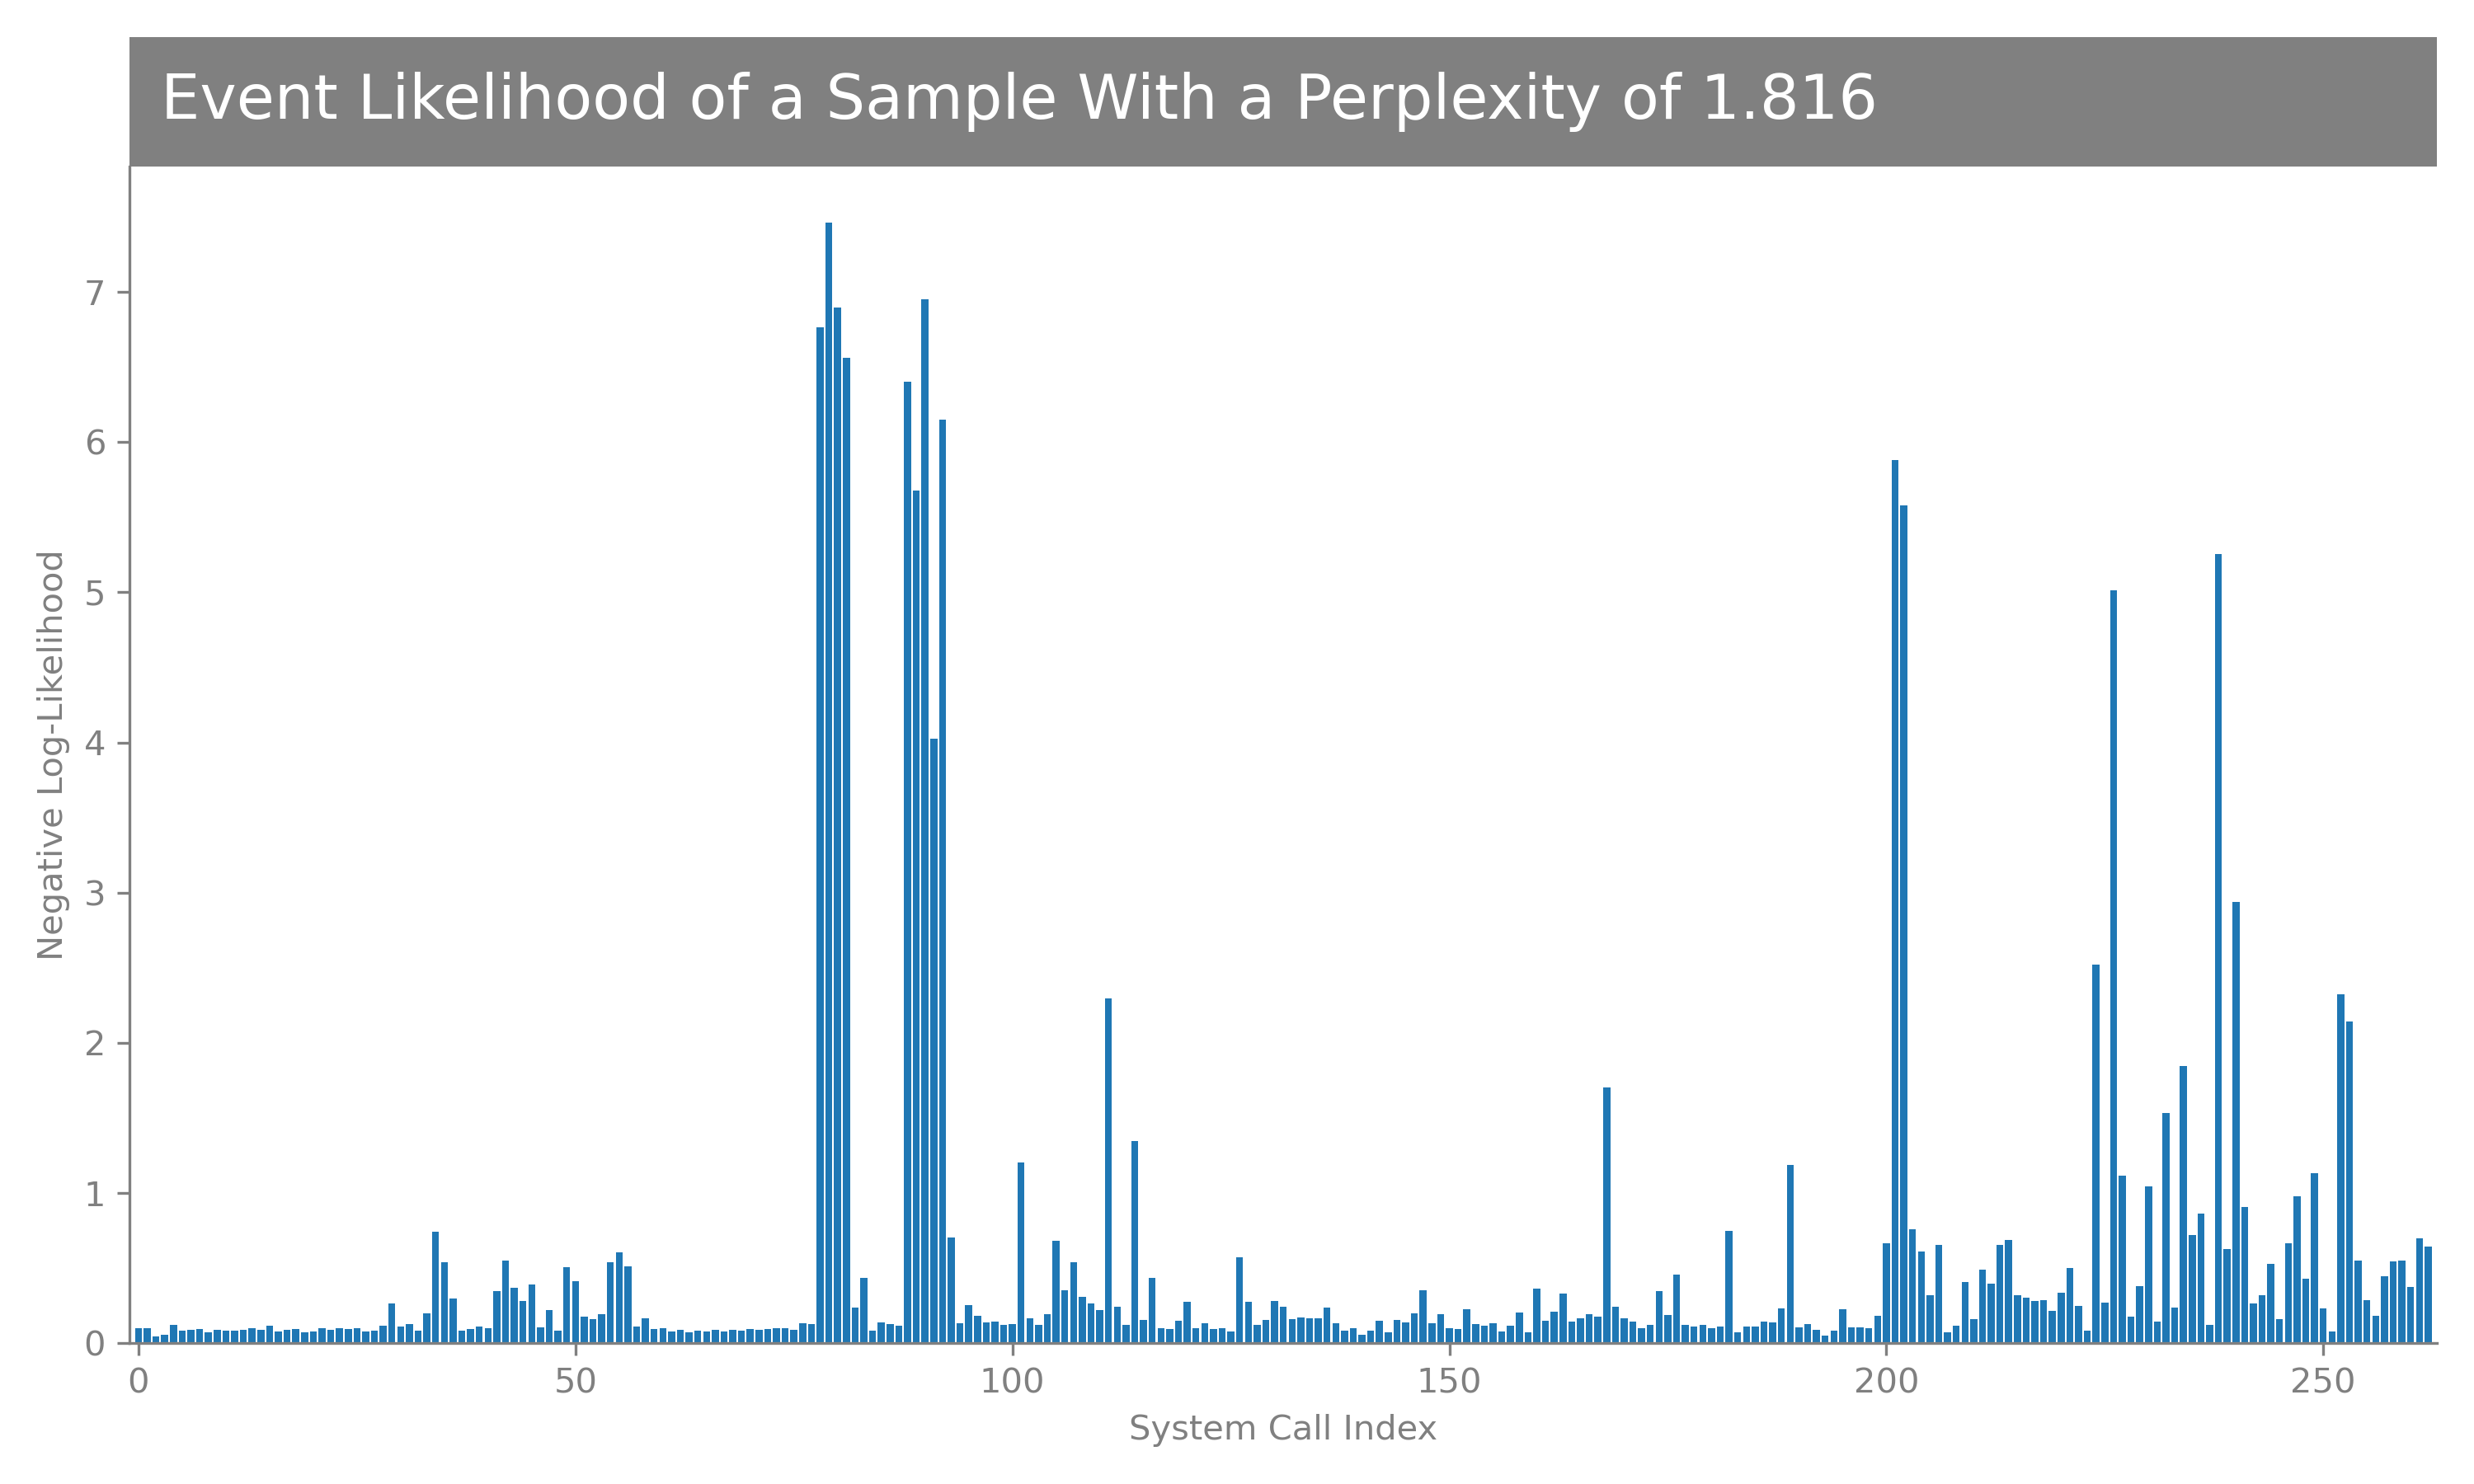 Event Likelihood of a Sample With a Perplexity of 1.816
Negative Log-Likelihood
7
6
5
4
3
2
1
0
0 50 100 150 200 250
System Call Index